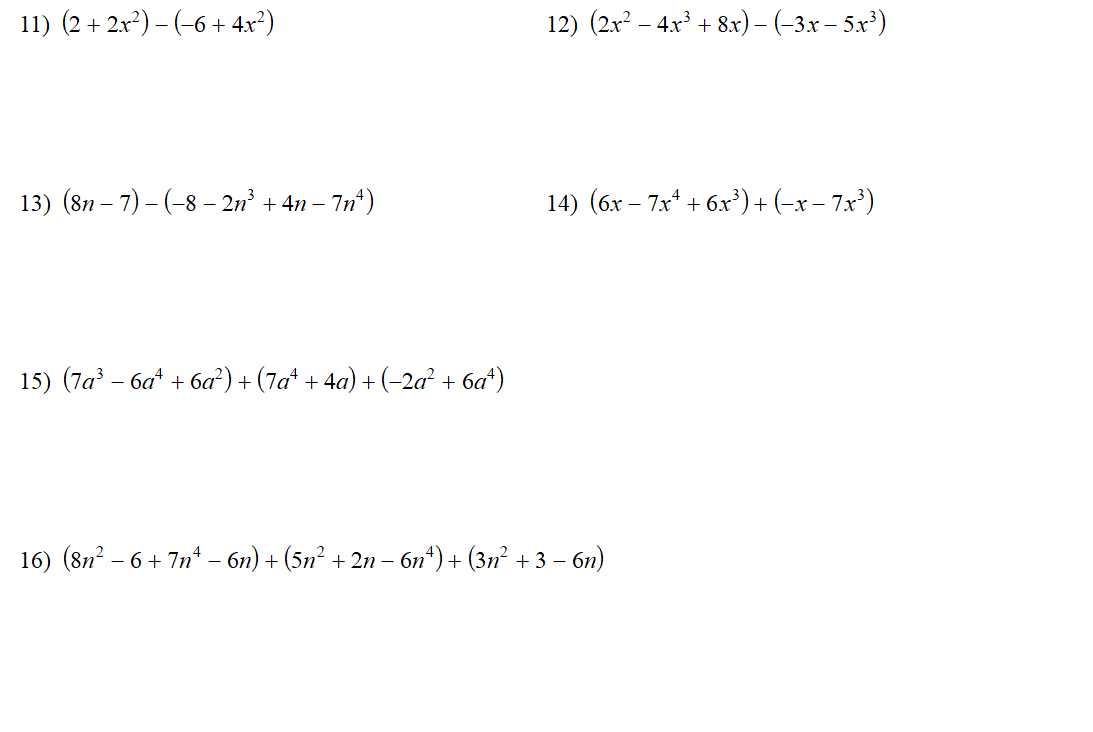 11) (2 + 2x²) – (–6 + 4x²)
12) (2x² – 4x³ + 8x) – (–3x – 5x³)
13) (8n – 7) – (–8 – 2n³ + 4n – 7n⁴)
14) (6x – 7x⁴ + 6x³) + (–x – 7x³)
15) (7a³ – 6a⁴ + 6a²) + (7a⁴ + 4a) + (–2a² + 6a⁴)
16) (8n² – 6 + 7n⁴ – 6n) + (5n² + 2n – 6n⁴) + (3n² + 3 – 6n)